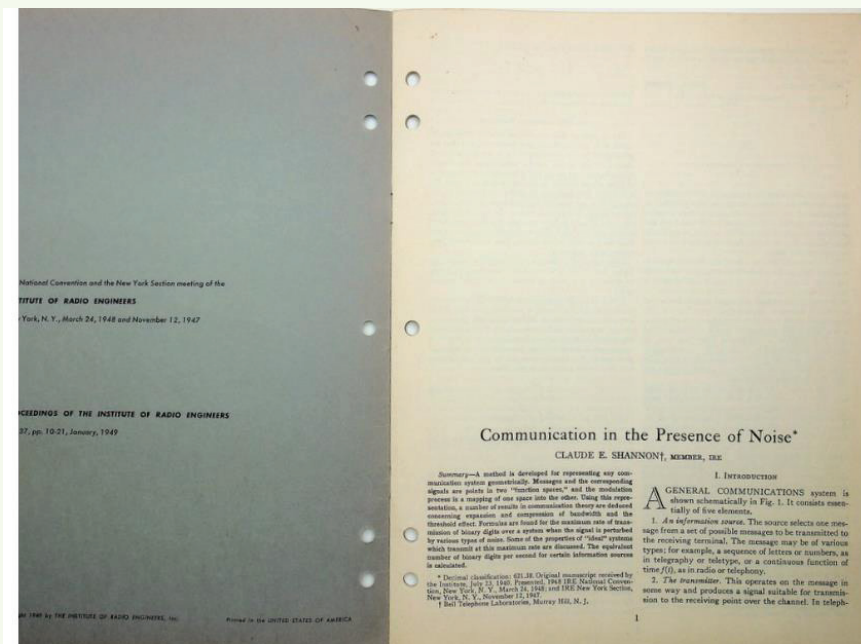 National Convention and the New York Section meeting of the
TITUTE OF RADIO ENGINEERS
York, N. Y., March 24, 1948 and November 12, 1947
CEEDINGS OF THE INSTITUTE OF RADIO ENGINEERS
37, pp. 10-21, January, 1949
1949 by THE INSTITUTE OF RADIO ENGINEERS, Inc.
Printed in the UNITED STATES OF AMERICA
Communication in the Presence of Noise*
CLAUDE E. SHANNON†, MEMBER, IRE
Summary—A method is developed for representing any com-
munication system geometrically. Messages and the corresponding
signals are points in two "function spaces," and the modulation
process is a mapping of one space into the other. Using this repre-
sentation, a number of results in communication theory are deduced
concerning expansion and compression of bandwidth and the
threshold effect. Formulas are found for the maximum rate of trans-
mission of binary digits over a system when the signal is perturbed
by various types of noise. Some of the properties of "ideal" systems
which transmit at this maximum rate are discussed. The equivalent
number of binary digits per second for certain information sources
is calculated.
* Decimal classification: 621.38. Original manuscript received by
the Institute, July 23, 1940. Presented, 1948 IRE National Conven-
tion, New York, N. Y., March 24, 1948; and IRE New York Section,
New York, N. Y., November 12, 1947.
† Bell Telephone Laboratories, Murray Hill, N. J.
I. INTRODUCTION
A GENERAL COMMUNICATIONS system is
shown schematically in Fig. 1. It consists essen-
tially of five elements.
1. An information source. The source selects one mes-
sage from a set of possible messages to be transmitted to
the receiving terminal. The message may be of various
types; for example, a sequence of letters or numbers, as
in telegraphy or teletype, or a continuous function of
time f(t), as in radio or telephony.
2. The transmitter. This operates on the message in
some way and produces a signal suitable for transmis-
sion to the receiving point over the channel. In teleph-
1